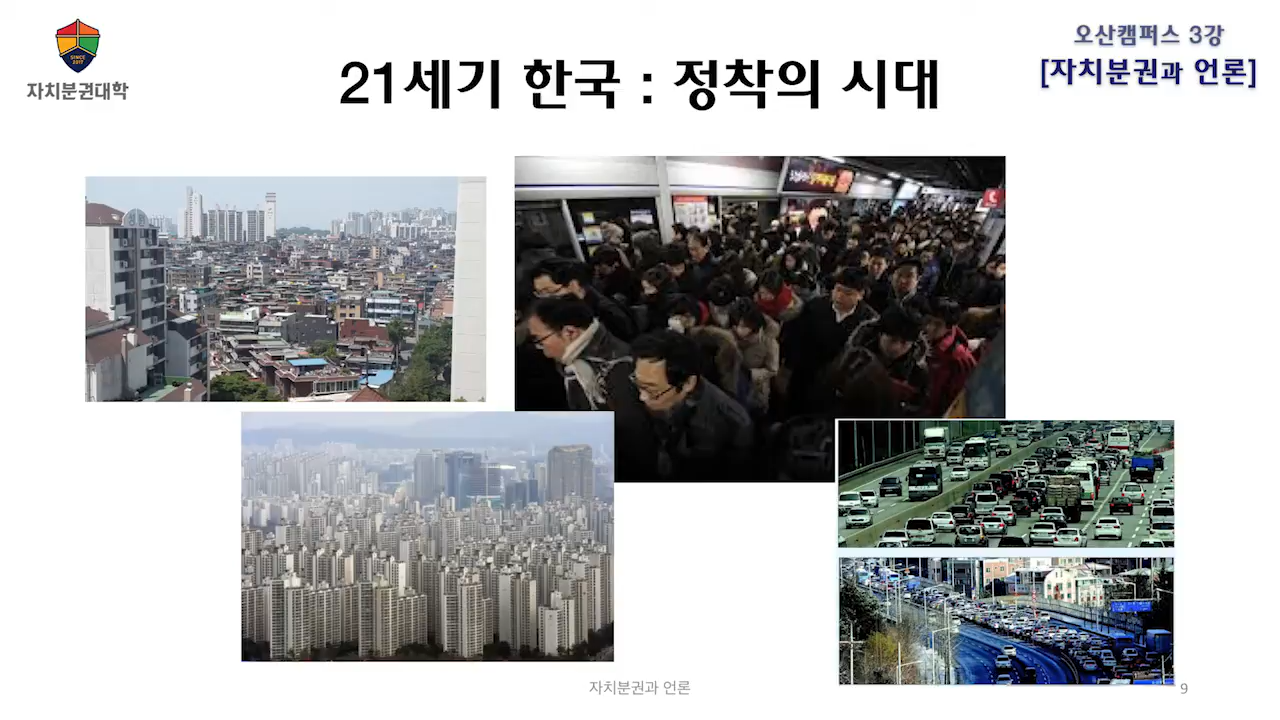 SINCE
2017
자치분권대학
21세기 한국 : 정착의 시대
오산캠퍼스 3강
[자치분권과 언론]
자치분권과 언론
9